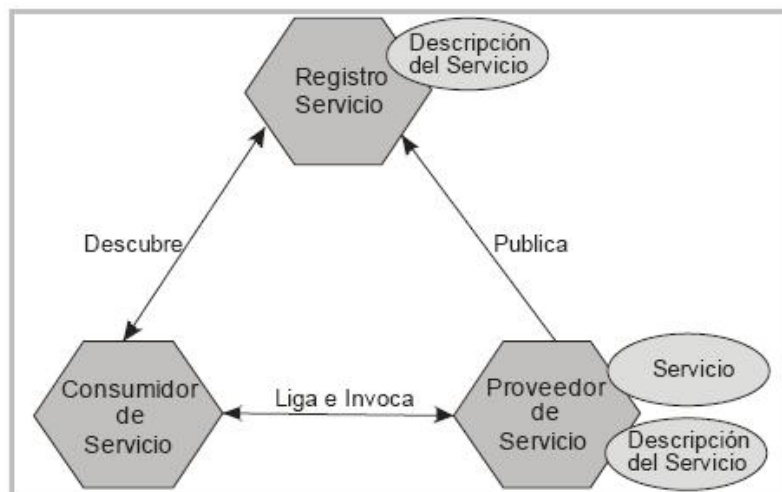 Descripción
del Servicio
Registro
Servicio
Descubre
Publica
Consumidor
de
Servicio
Liga e Invoca
Proveedor
de
Servicio
Servicio
Descripción
del Servicio